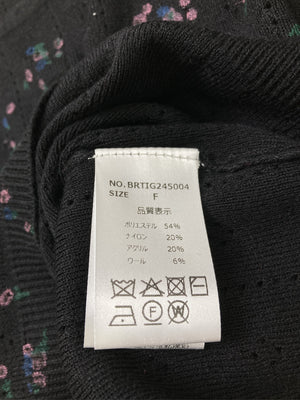 NO. BRTIG245004
SIZE F
品質表示
ポリエステル 54%
ナイロン 20%
アクリル 20%
ウール 6%